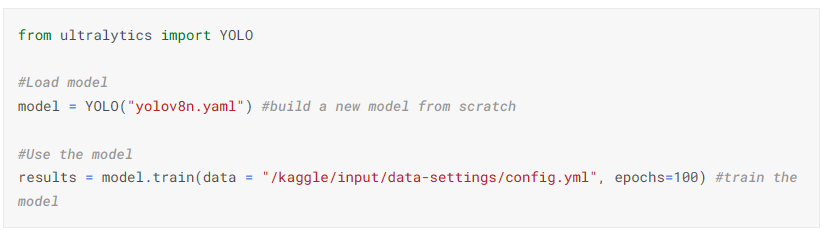 from ultralytics import YOLO
#Load model
model = YOLO("yolov8n.yaml") #build a new model from scratch
#Use the model
results = model.train(data = "/kaggle/input/data-settings/config.yml", epochs=100) #train the
model